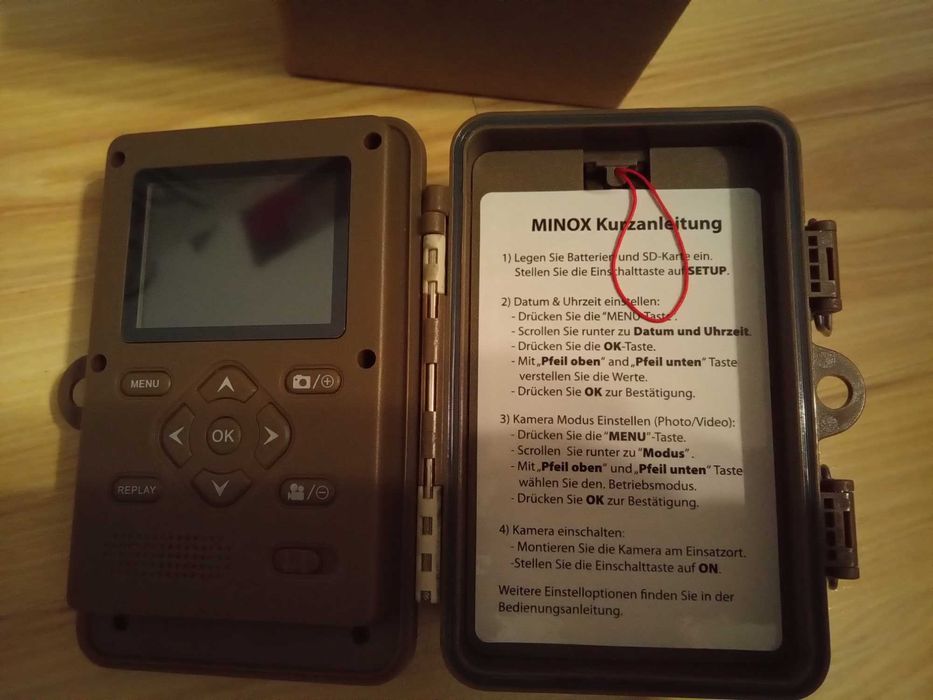 MENU
OK
REPLAY
MINOX Kurzanleitung
1) Legen Sie Batterien und SD-Karte ein.
Stellen Sie die Einschalttaste auf SETUP.
2) Datum & Uhrzeit einstellen:
- Drücken Sie die "MENU-Taste".
- Scrollen Sie runter zu Datum und Uhrzeit.
- Drücken Sie die OK-Taste.
- Mit „Pfeil oben" and „Pfeil unten" Taste
verstellen Sie die Werte.
- Drücken Sie OK zur Bestätigung.
3) Kamera Modus Einstellen (Photo/Video):
- Drücken Sie die "MENU"-Taste.
- Scrollen Sie runter zu "Modus".
- Mit „Pfeil oben" und „Pfeil unten" Taste
wählen Sie den. Betriebsmodus.
- Drücken Sie OK zur Bestätigung.
4) Kamera einschalten:
- Montieren Sie die Kamera am Einsatzort.
-Stellen Sie die Einschalttaste auf ON.
Weitere Einstelloptionen finden Sie in der
Bedienungsanleitung.